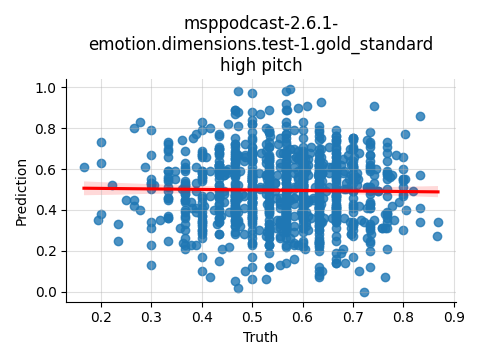 msppodcast-2.6.1-
emotion.dimensions.test-1.gold_standard
high pitch
1.0
0.8
0.6
0.4
0.2
0.0
Prediction
0.2 0.3 0.4 0.5 0.6 0.7 0.8 0.9
Truth